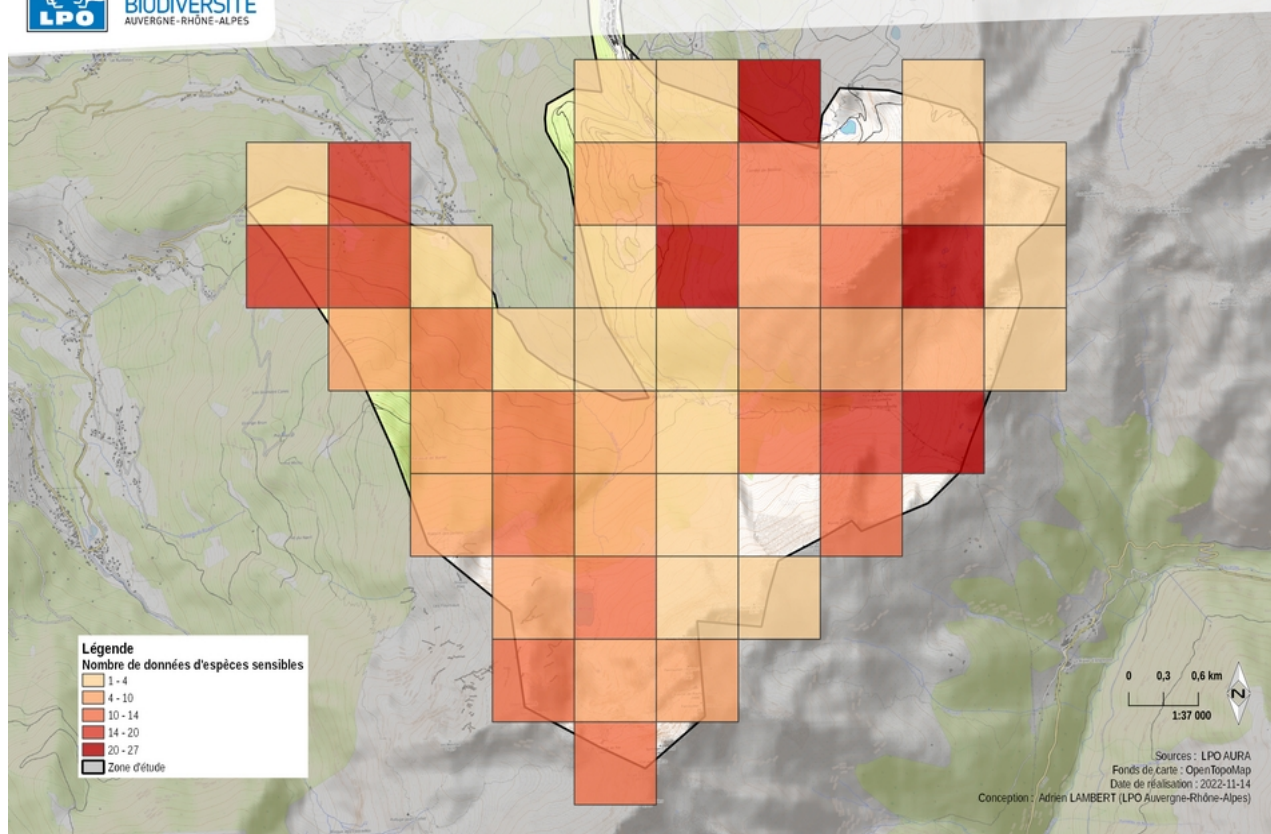 BIODIVERSITÉ
LPO
AUVERGNE-RHÔNE-ALPES
Légende
Nombre de données d'espèces sensibles
1 - 4
4 - 10
10 - 14
14 - 20
20 - 27
Zone d'étude
0 0,3 0,6 km
1:37 000
N
Sources : LPO AURA
Fonds de carte : OpenTopoMap
Date de réalisation : 2022-11-14
Conception : Adrien LAMBERT (LPO Auvergne-Rhône-Alpes)